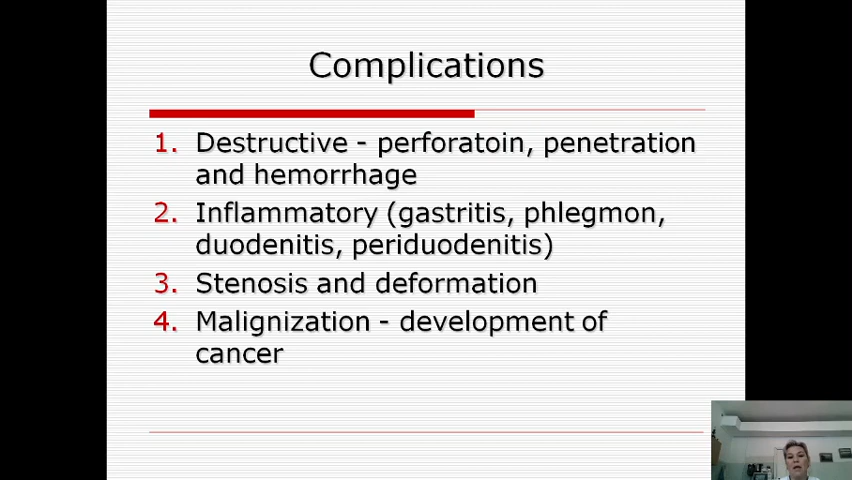 Complications
1. Destructive - perforatoin, penetration
and hemorrhage
2. Inflammatory (gastritis, phlegmon,
duodenitis, periduodenitis)
3. Stenosis and deformation
4. Malignization - development of
cancer